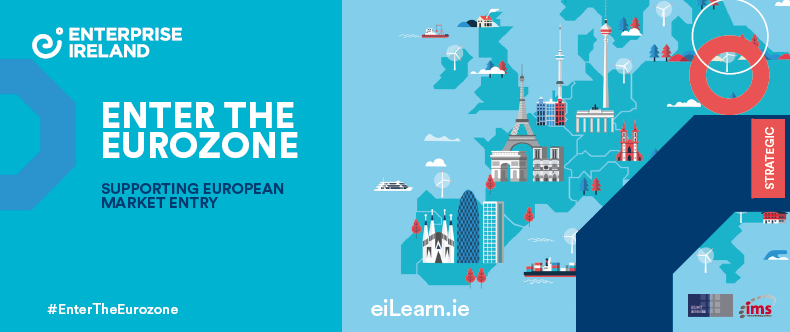 ENTERPRISE
IRELAND
ENTER THE
EUROZONE
SUPPORTING EUROPEAN
MARKET ENTRY
#EnterTheEurozone
eiLearn.ie
STRATEGIC
ims